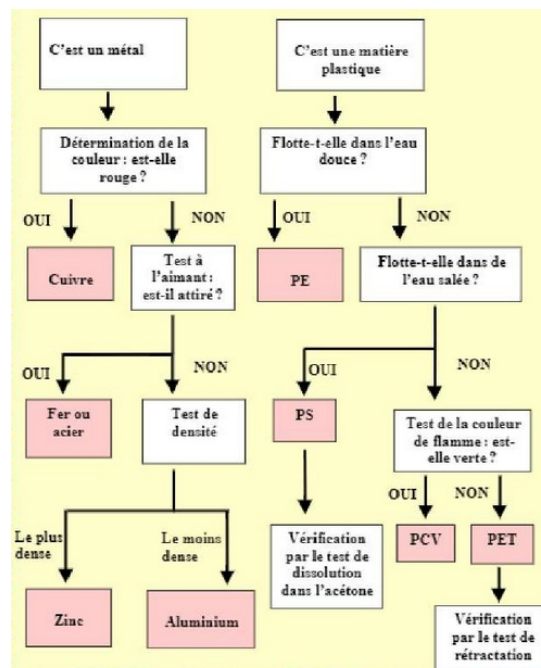 C'est un métal
C'est une matière
plastique
Détermination de la
couleur : est-elle
rouge ?
Flotte-t-elle dans l'eau
douce ?
OUI
NON
OUI
NON
Cuivre
Test à
l'aimant :
est-il attiré ?
PE
Flotte-t-elle dans de
l'eau salée ?
OUI
NON
OUI
NON
Fer ou
acier
Test de
densité
PS
Test de la couleur
de flamme : est-
elle verte ?
OUI
NON
Le plus
dense
Le moins
dense
Vérification
par le test de
dissolution
dans l'acétone
PCV
PET
Zinc
Aluminium
Vérification
par le test de
rétractation